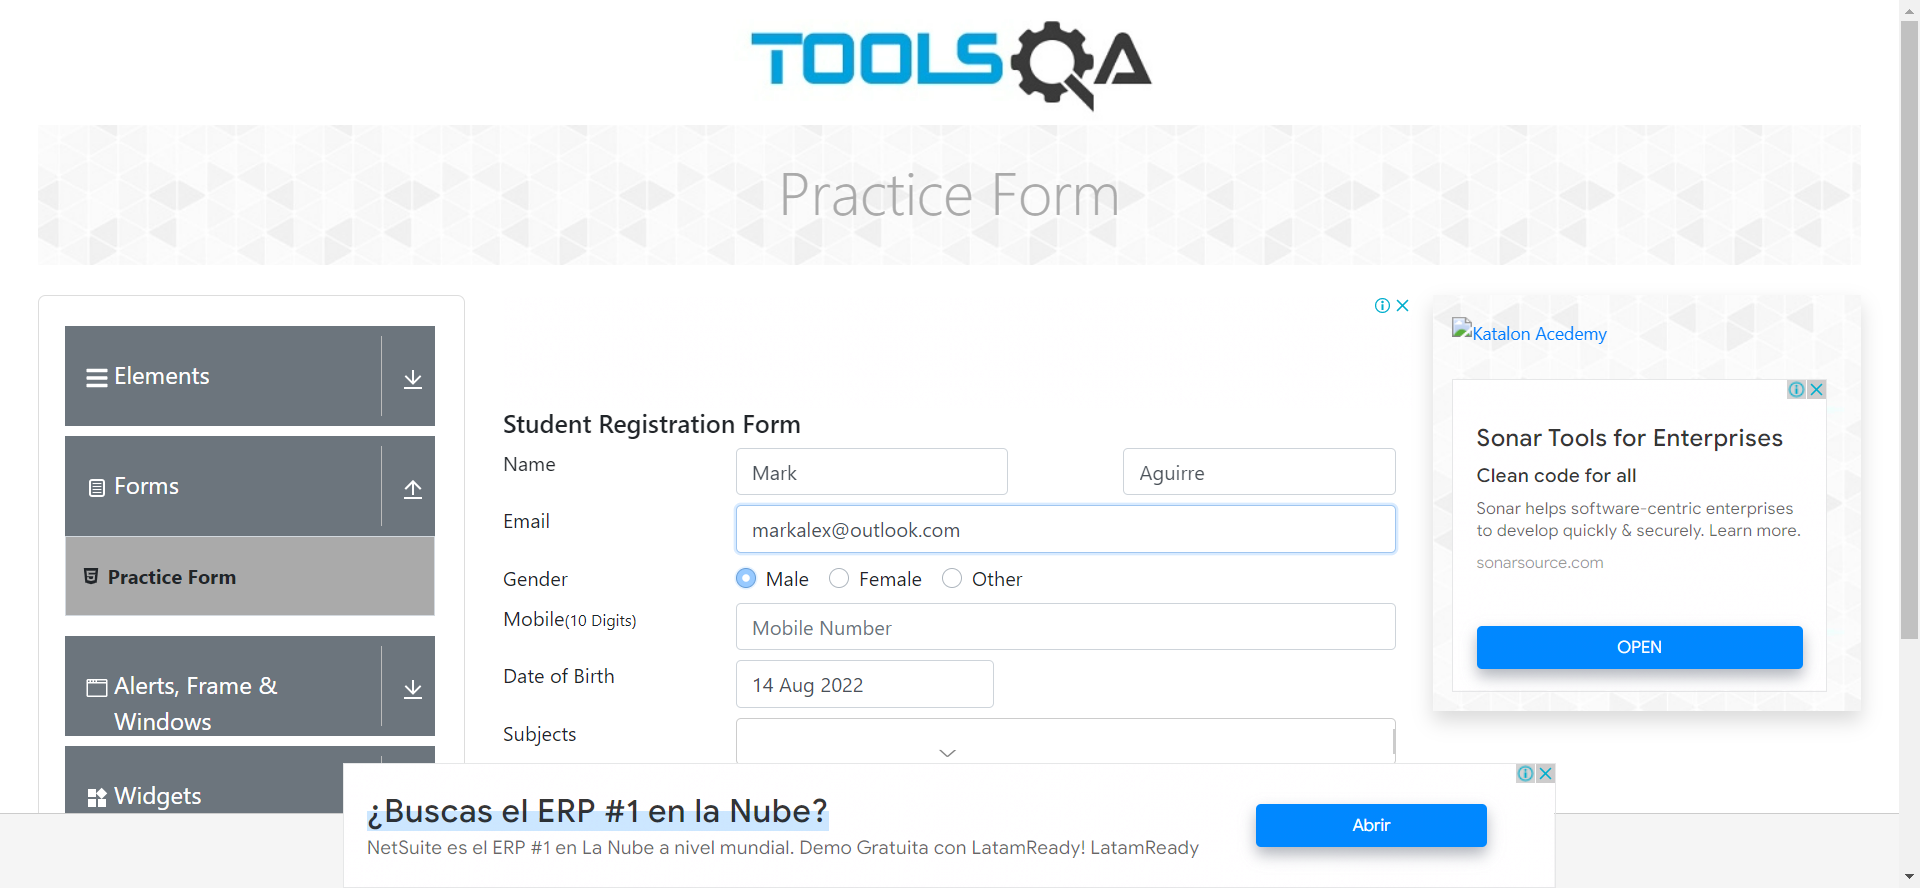 TOOLSQA
Practice Form
Elements
Forms
Practice Form
Alerts, Frame &
Windows
Widgets
Student Registration Form
Name
Mark
Aguirre
Email
markalex@outlook.com
Gender
Male
Female
Other
Mobile(10 Digits)
Mobile Number
Date of Birth
14 Aug 2022
Subjects
Katalon Acedemy
Sonar Tools for Enterprises
Clean code for all
Sonar helps software-centric enterprises
to develop quickly & securely. Learn more.
sonarsource.com
OPEN
¿Buscas el ERP #1 en la Nube?
NetSuite es el ERP #1 en La Nube a nivel mundial. Demo Gratuita con LatamReady! LatamReady
Abrir